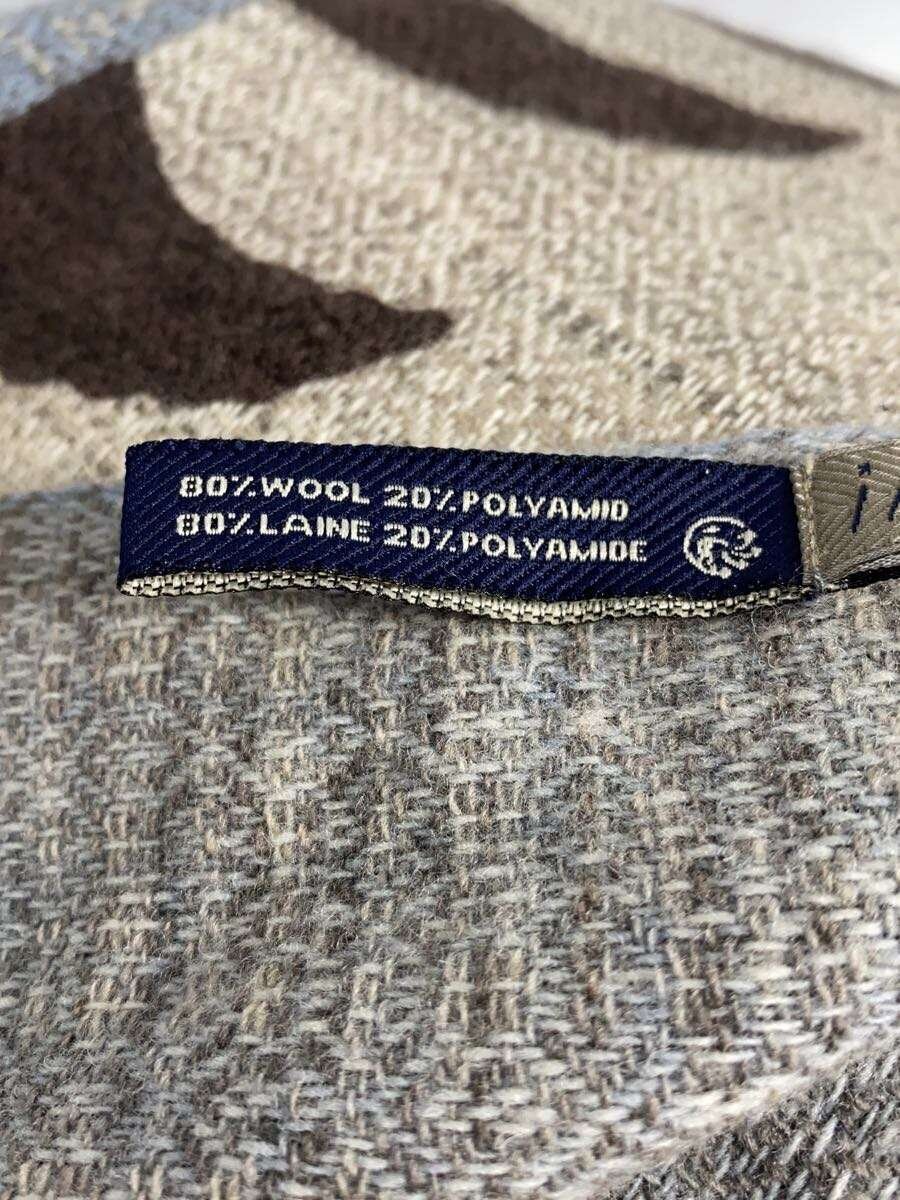 80% WOOL 20% POLYAMID
80% LAINE 20% POLYAMIDE